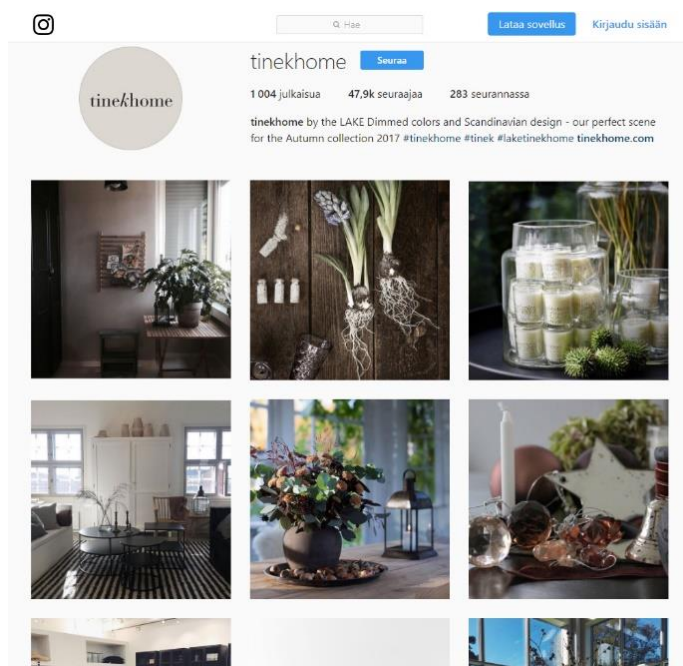 Hae
Lataa sovellus
Kirjaudu sisään
tinekhome
tinekhome
Seuraa
1 004 julkaisua
47,9k seuraajaa
283 seurannassa
tinekhome by the LAKE Dimmed colors and Scandinavian design - our perfect scene
for the Autumn collection 2017 #tinekhome #tinek #laketinekhome tinekhome.com